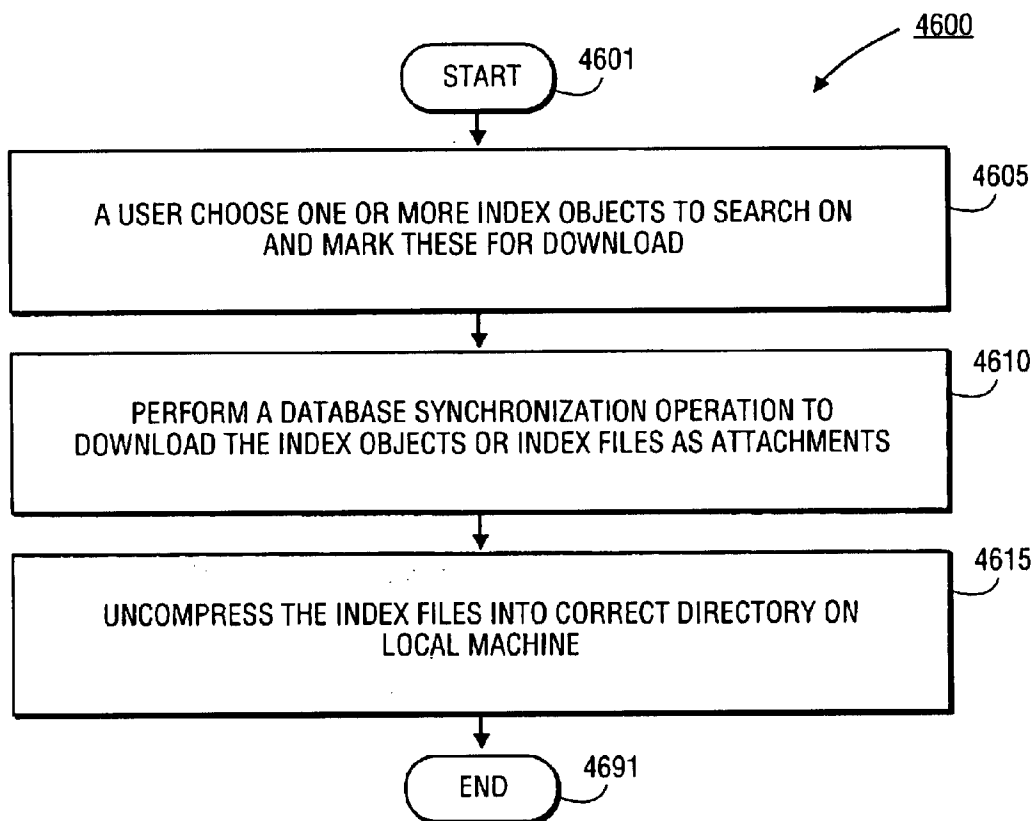 4600
START
4601
4605
A USER CHOOSE ONE OR MORE INDEX OBJECTS TO SEARCH ON
AND MARK THESE FOR DOWNLOAD
4610
PERFORM A DATABASE SYNCHRONIZATION OPERATION TO
DOWNLOAD THE INDEX OBJECTS OR INDEX FILES AS ATTACHMENTS
4615
UNCOMPRESS THE INDEX FILES INTO CORRECT DIRECTORY ON
LOCAL MACHINE
END
4691